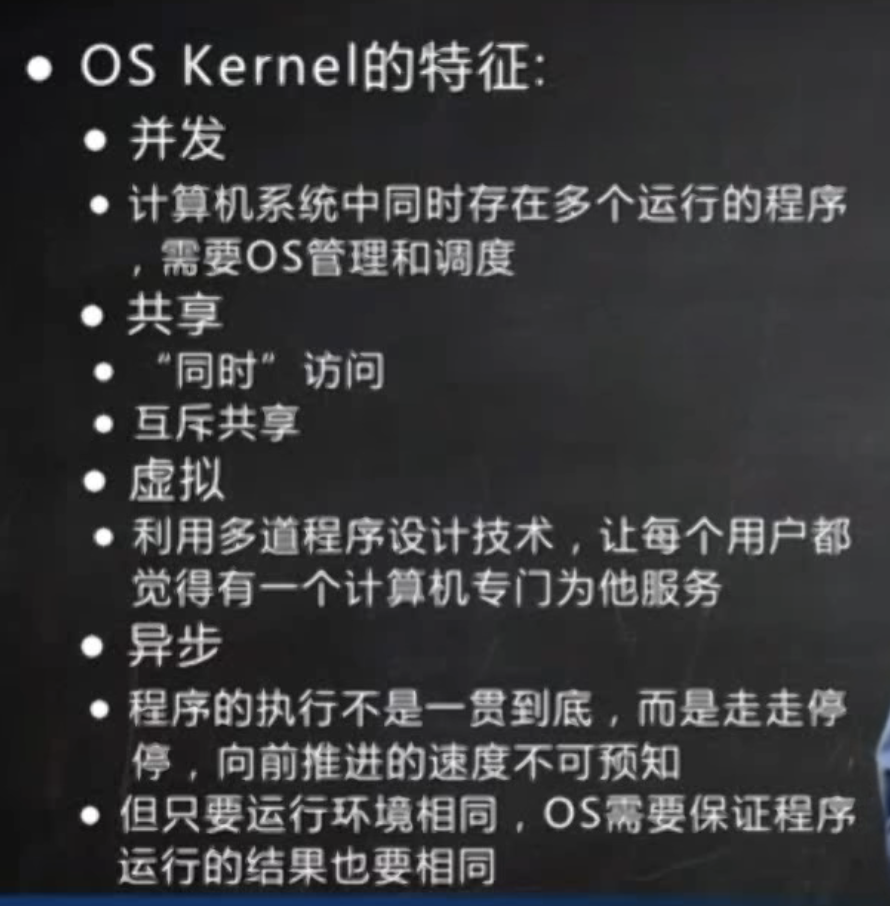 • OS Kernel的特征:
• 并发
• 计算机系统中同时存在多个运行的程序
，需要OS管理和调度
• 共享
• “同时”访问
• 互斥共享
• 虚拟
• 利用多道程序设计技术，让每个用户都
觉得有一个计算机专门为他服务
• 异步
• 程序的执行不是一贯到底，而是走走停
停，向前推进的速度不可预知
• 但只要运行环境相同，OS需要保证程序
运行的结果也要相同